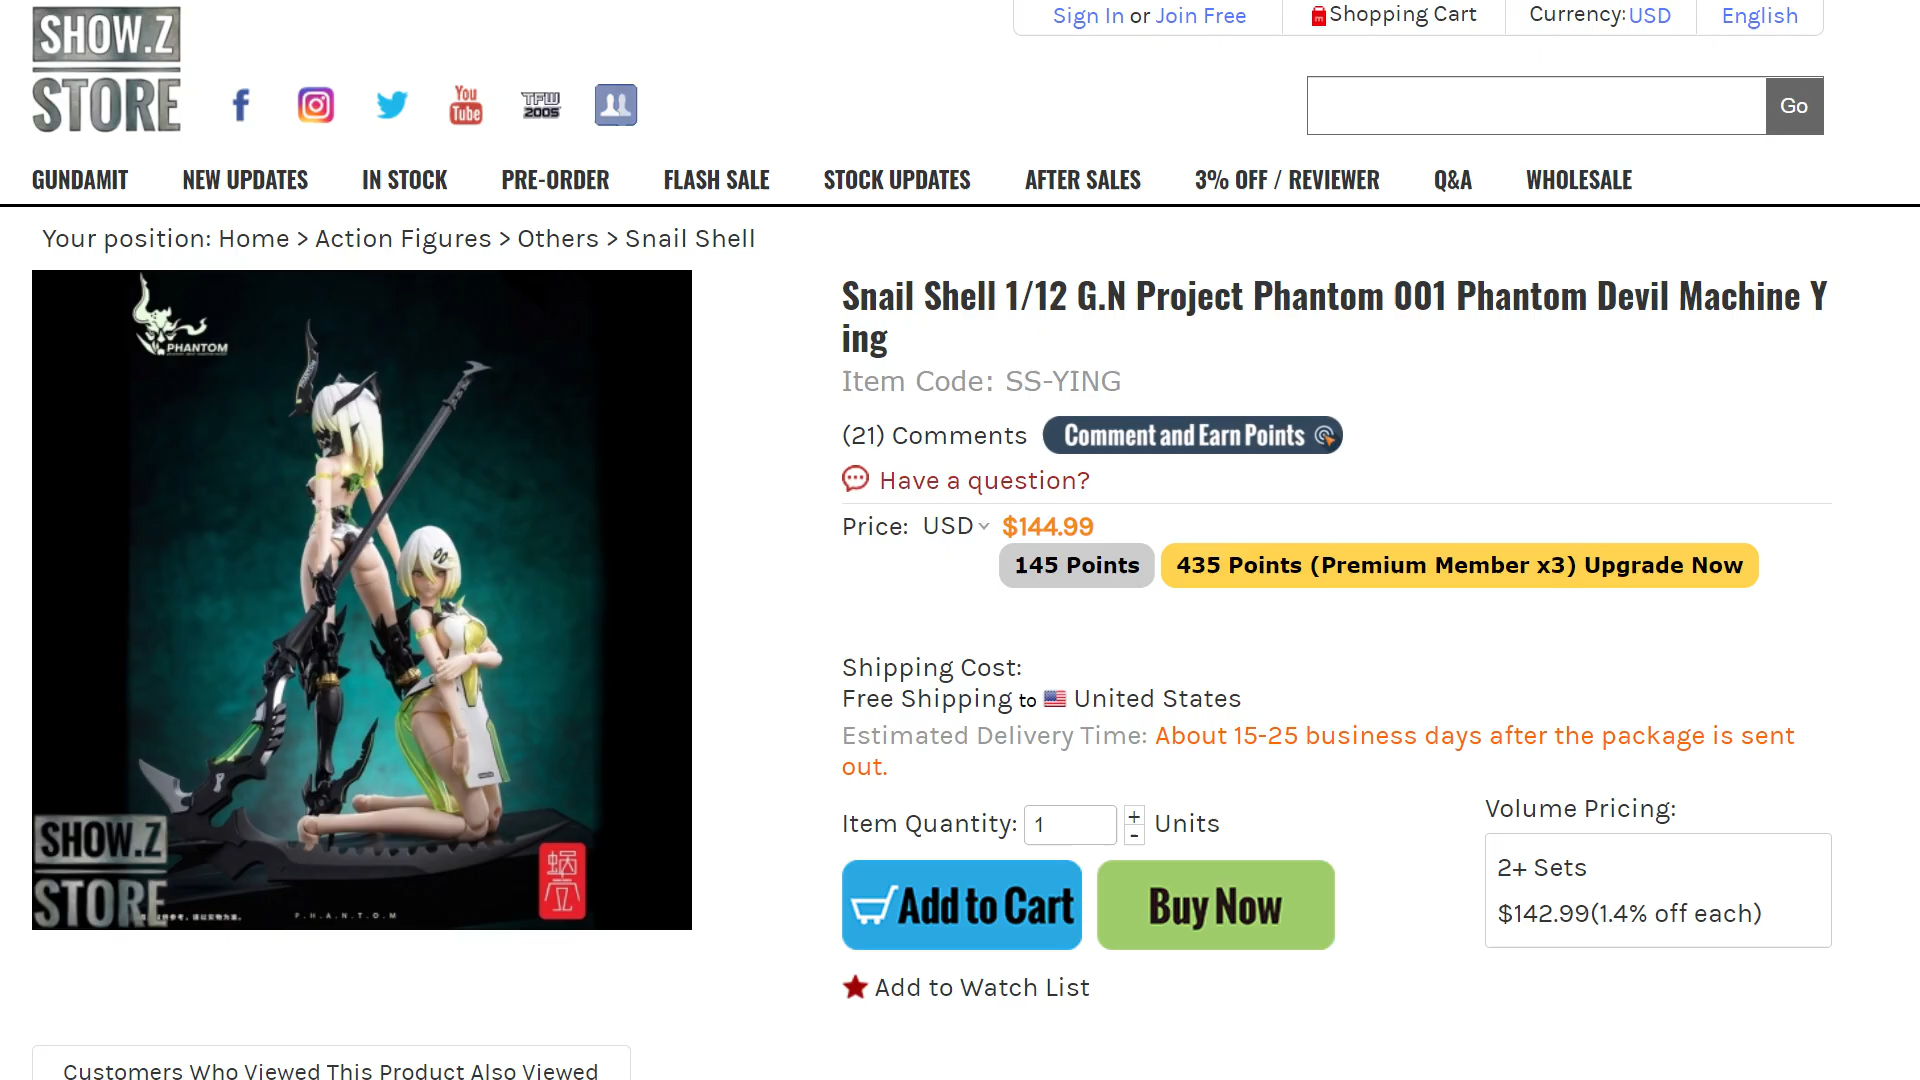 SHOW.Z
STORE
Sign In or Join Free
Shopping Cart
Currency:USD
English
You
Tube
TFW
2005
Go
GUNDAMIT
NEW UPDATES
IN STOCK
PRE-ORDER
FLASH SALE
STOCK UPDATES
AFTER SALES
3% OFF / REVIEWER
Q&A
WHOLESALE
Your position: Home > Action Figures > Others > Snail Shell
PHANTOM
SHOW.Z
STORE
P.H.A.N.T.O.M
Snail Shell 1/12 G.N Project Phantom 001 Phantom Devil Machine Y
ing
Item Code: SS-YING
(21) Comments
Comment and Earn Points
Have a question?
Price: USD $144.99
145 Points
435 Points (Premium Member x3) Upgrade Now
Shipping Cost:
Free Shipping to United States
Estimated Delivery Time: About 15-25 business days after the package is sent
out.
Item Quantity: 1 + - Units
Add to Cart
Buy Now
Volume Pricing:
2+ Sets
$142.99(1.4% off each)
Add to Watch List
Customers Who Viewed This Product Also Viewed